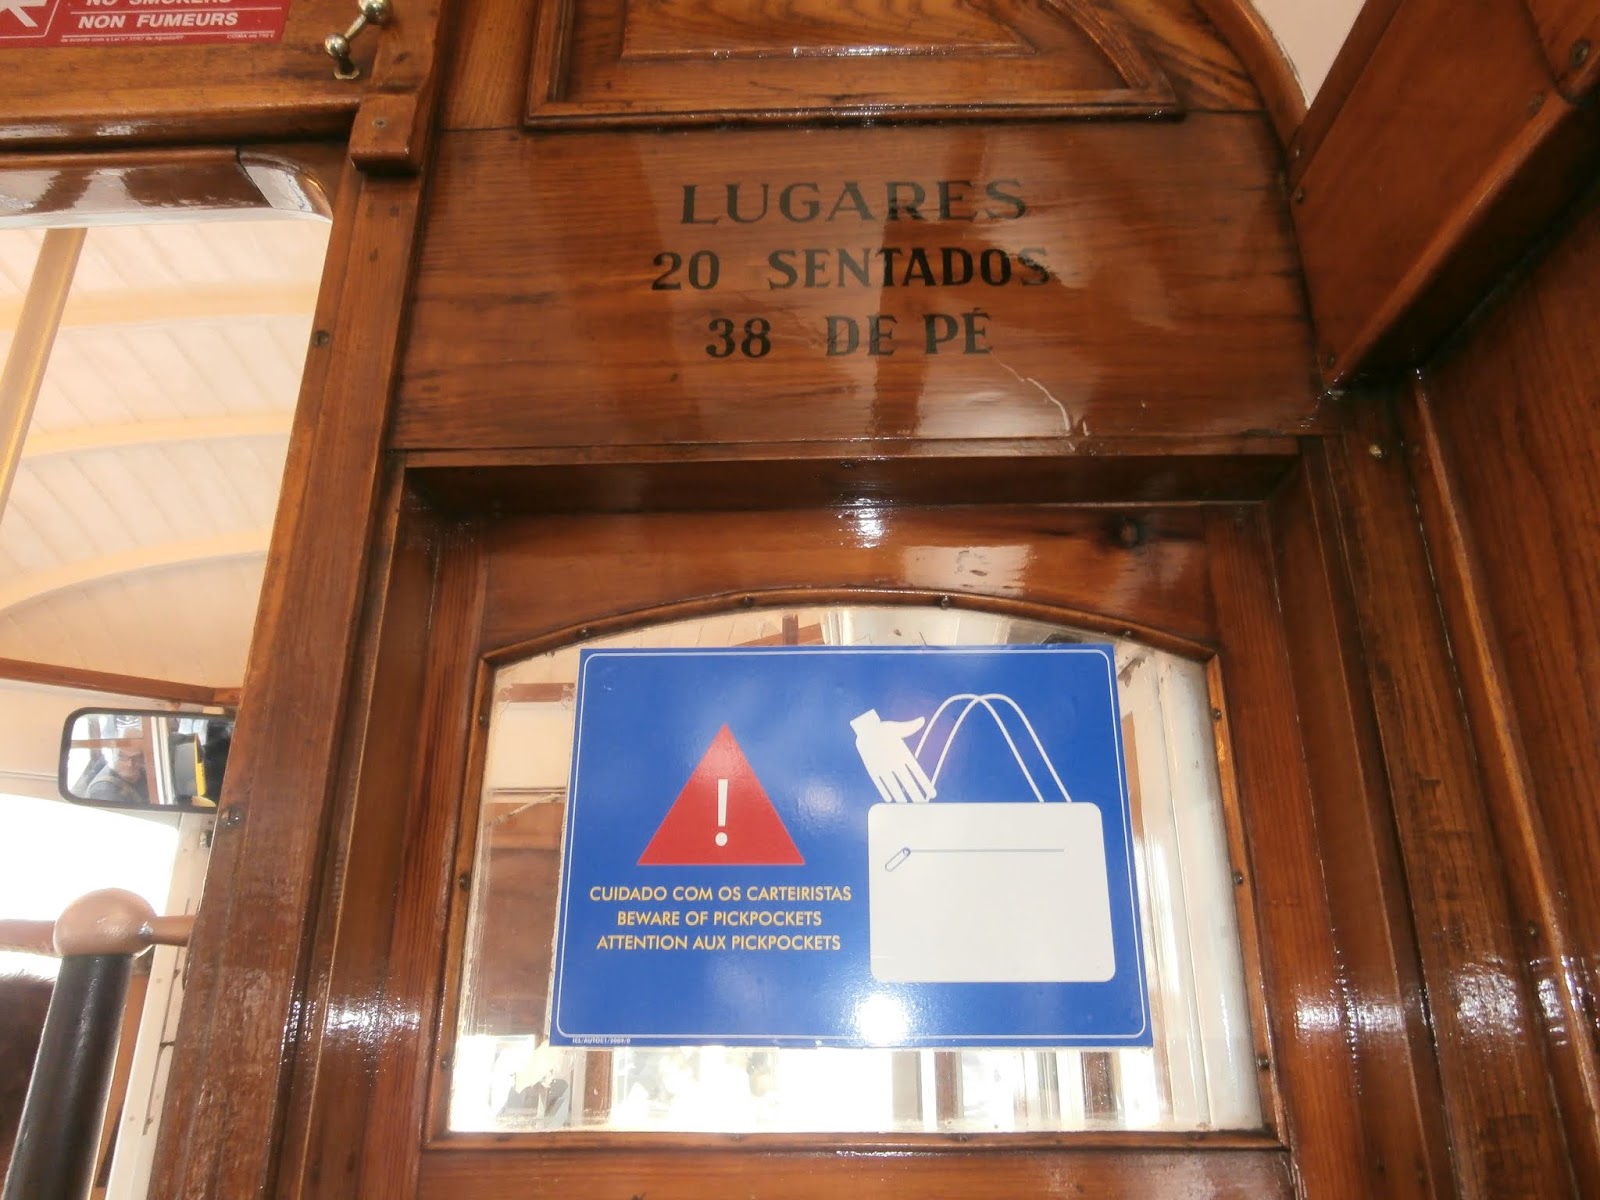 NO SMOKERS
NON FUMEURS
LUGARES
20 SENTADOS
38 DE PÉ
CUIDADO COM OS CARTEIRISTAS
BEWARE OF PICKPOCKETS
ATTENTION AUX PICKPOCKETS